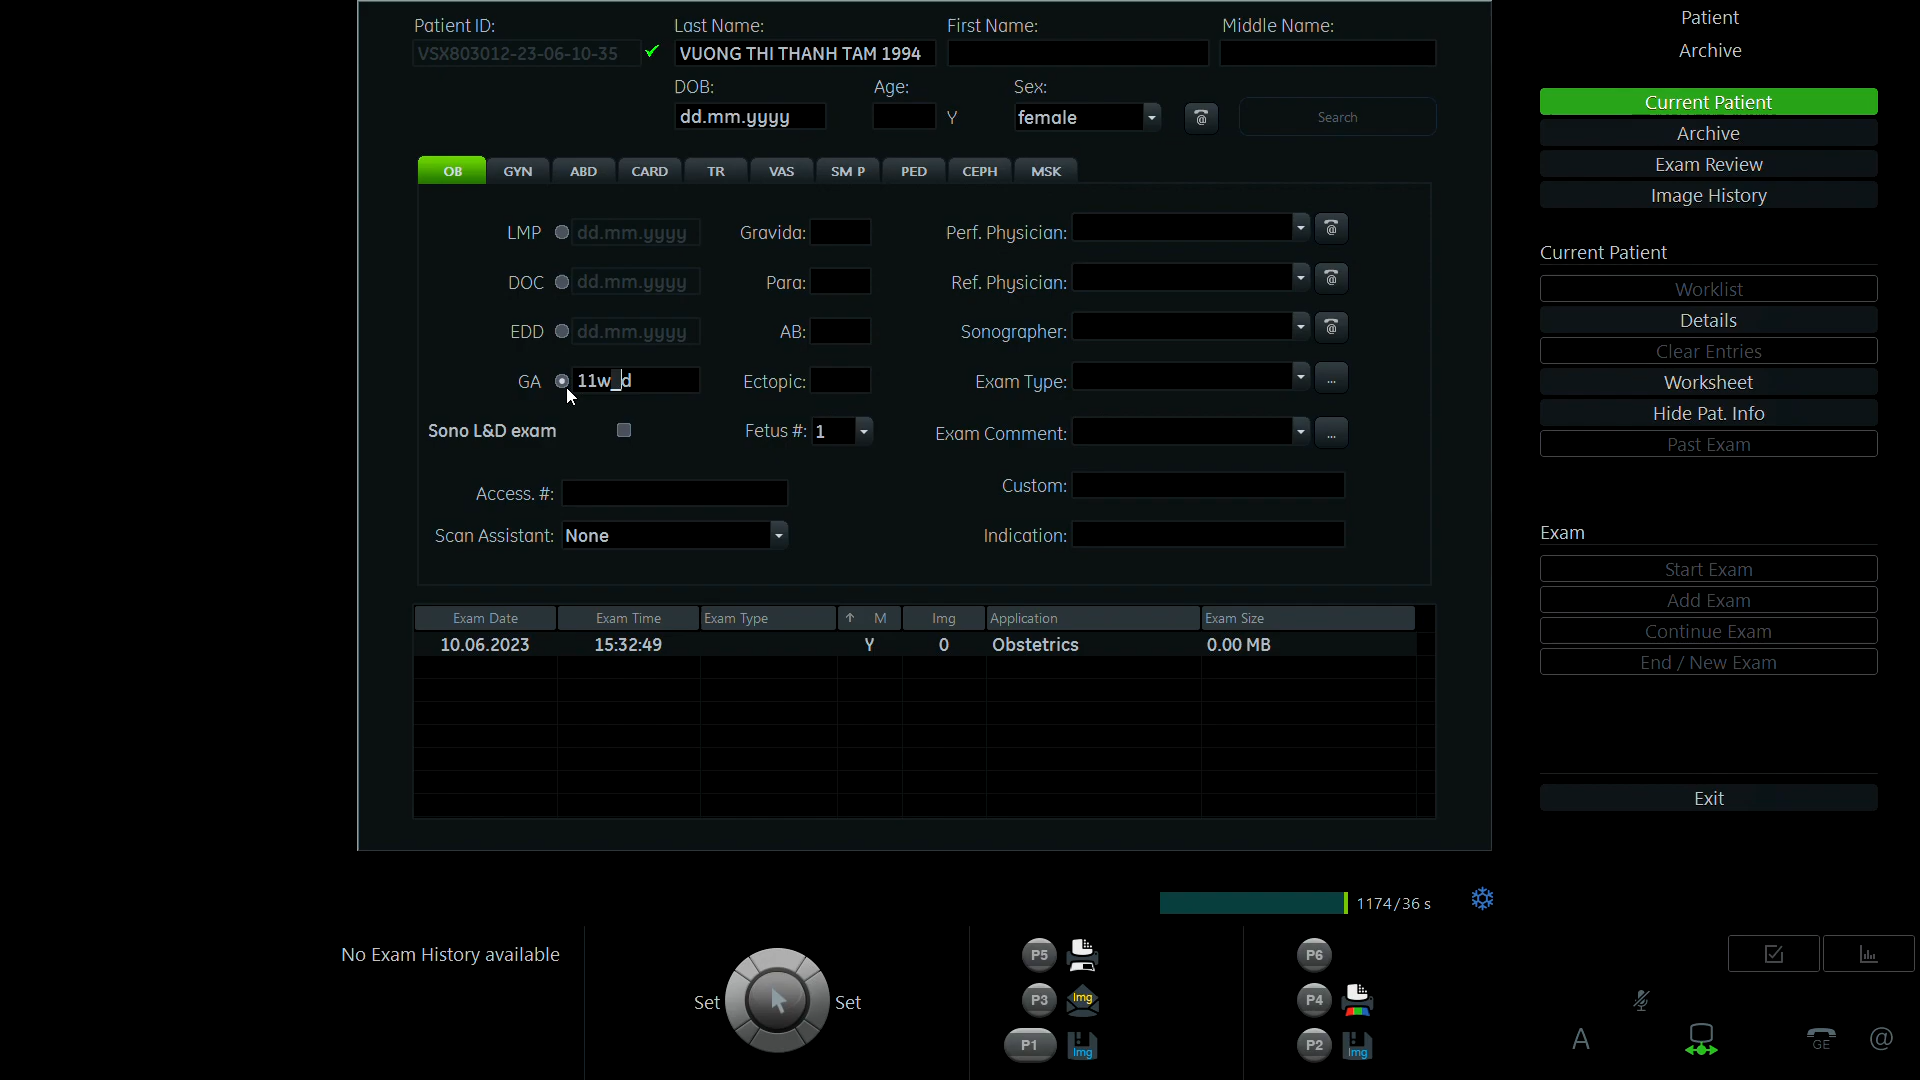 Patient ID: Last Name: First Name: Middle Name:
VSX803012-23-06-10-35 VUONG THI THANH TAM 1994
DOB: Age: Sex:
dd.mm.yyyy Y female @ Search
OB GYN ABD CARD TR VAS SM P PED CEPH MSK
LMP dd.mm.yyyy Gravida: Perf. Physician: @
DOC dd.mm.yyyy Para: Ref. Physician: @
EDD dd.mm.yyyy AB: Sonographer: @
GA 11w_d Ectopic: Exam Type: ...
Sono L&D exam Fetus #: 1 Exam Comment: ...
Access. #: Custom:
Scan Assistant: None Indication:
Exam Date Exam Time Exam Type ↑ M Img Application Exam Size
10.06.2023 15:32:49 Y 0 Obstetrics 0.00 MB
Patient
Archive
Current Patient
Archive
Exam Review
Image History
Current Patient
Worklist
Details
Clear Entries
Worksheet
Hide Pat. Info
Past Exam
Exam
Start Exam
Add Exam
Continue Exam
End / New Exam
Exit
1174/36 s
No Exam History available
Set Set
P5 P6
P3 Img P4
P1 Img P2 Img
A GE @